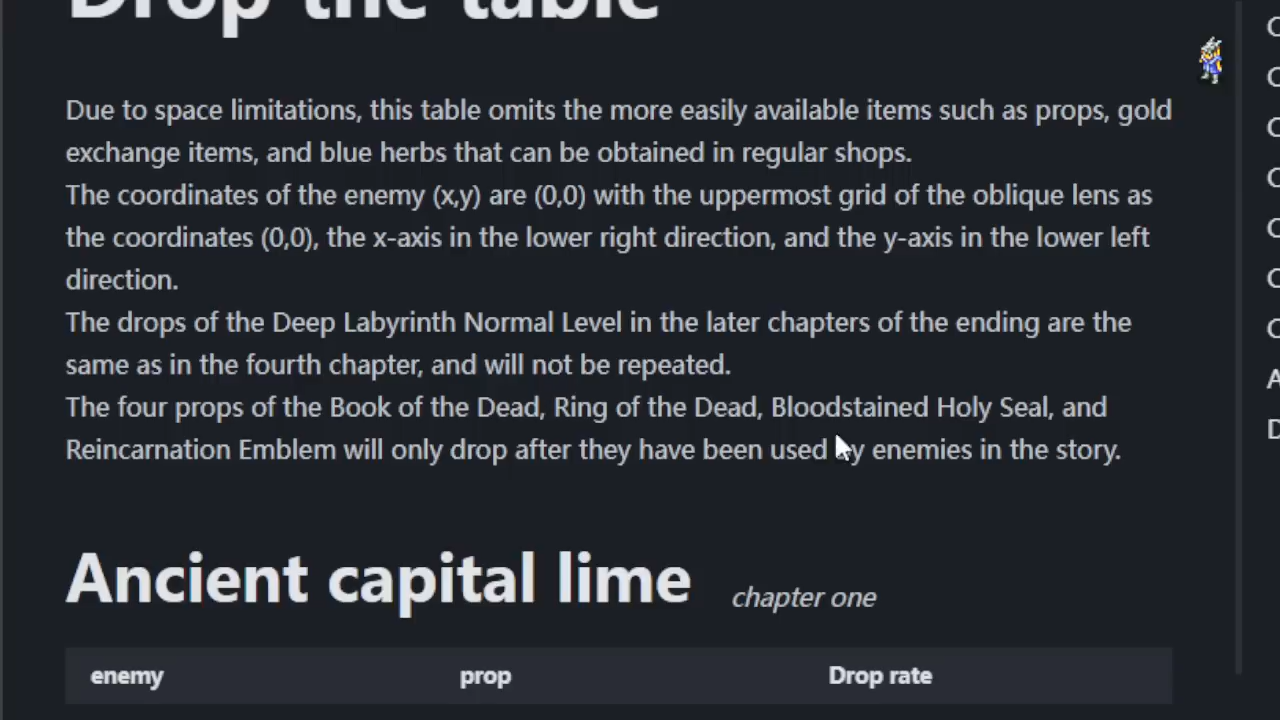 Drop the table
Due to space limitations, this table omits the more easily available items such as props, gold
exchange items, and blue herbs that can be obtained in regular shops.
The coordinates of the enemy (x,y) are (0,0) with the uppermost grid of the oblique lens as
the coordinates (0,0), the x-axis in the lower right direction, and the y-axis in the lower left
direction.
The drops of the Deep Labyrinth Normal Level in the later chapters of the ending are the
same as in the fourth chapter, and will not be repeated.
The four props of the Book of the Dead, Ring of the Dead, Bloodstained Holy Seal, and
Reincarnation Emblem will only drop after they have been used by enemies in the story.
Ancient capital lime chapter one
enemy prop Drop rate